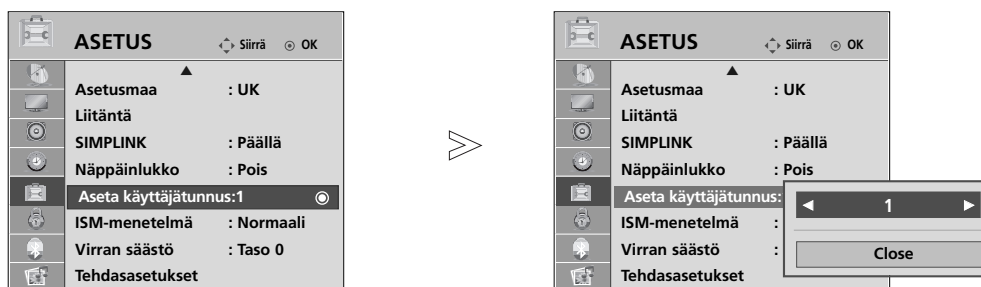 ASETUS Siirrä OK
Asetusmaa : UK
Liitäntä
SIMPLINK : Päällä
Näppäinlukko : Pois
Aseta käyttäjätunnus:1
ISM-menetelmä : Normaali
Virran säästö : Taso 0
Tehdasasetukset
ASETUS Siirrä OK
Asetusmaa : UK
Liitäntä
SIMPLINK : Päällä
Näppäinlukko : Pois
Aseta käyttäjätunnus:
ISM-menetelmä :
Virran säästö :
Tehdasasetukset
1
Close